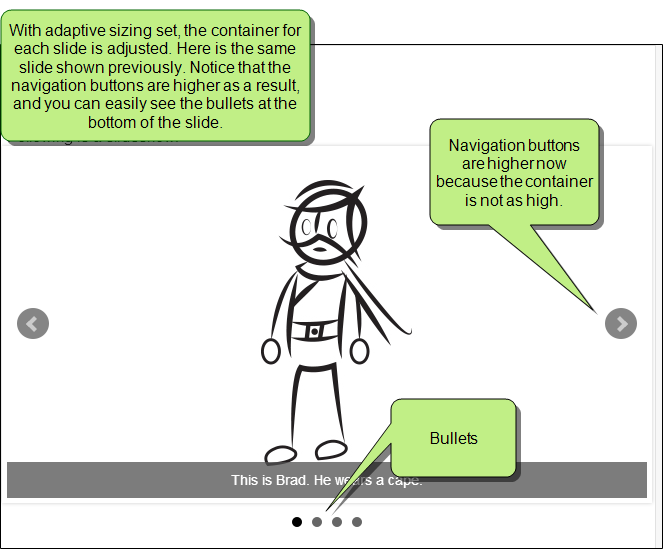 With adaptive sizing set, the container for
each slide is adjusted. Here is the same
slide shown previously. Notice that the
navigation buttons are higher as a result,
and you can easily see the bullets at the
bottom of the slide.
Navigation buttons
are higher now
because the container
is not as high.
Bullets
This is Brad. He wears a cape.